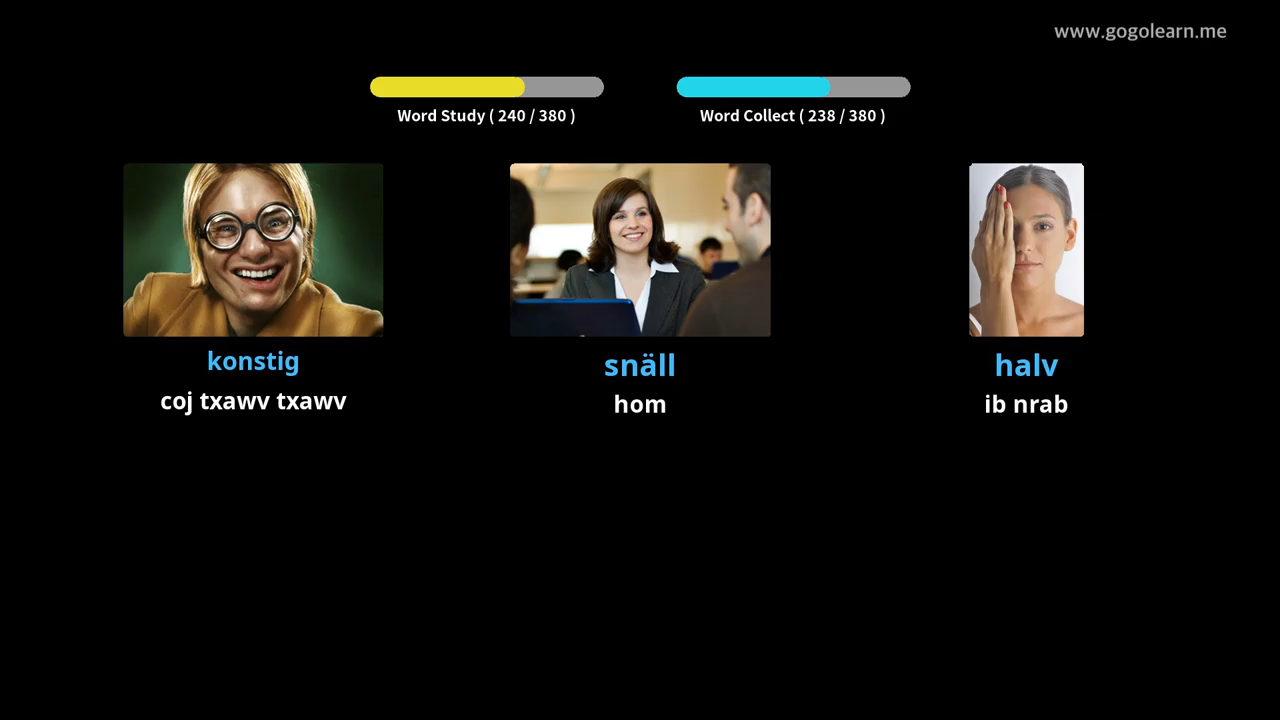 www.gogolearn.me
Word Study ( 240 / 380 )
Word Collect ( 238 / 380 )
konstig
snäll
halv
coj txawv txawv
hom
ib nrab